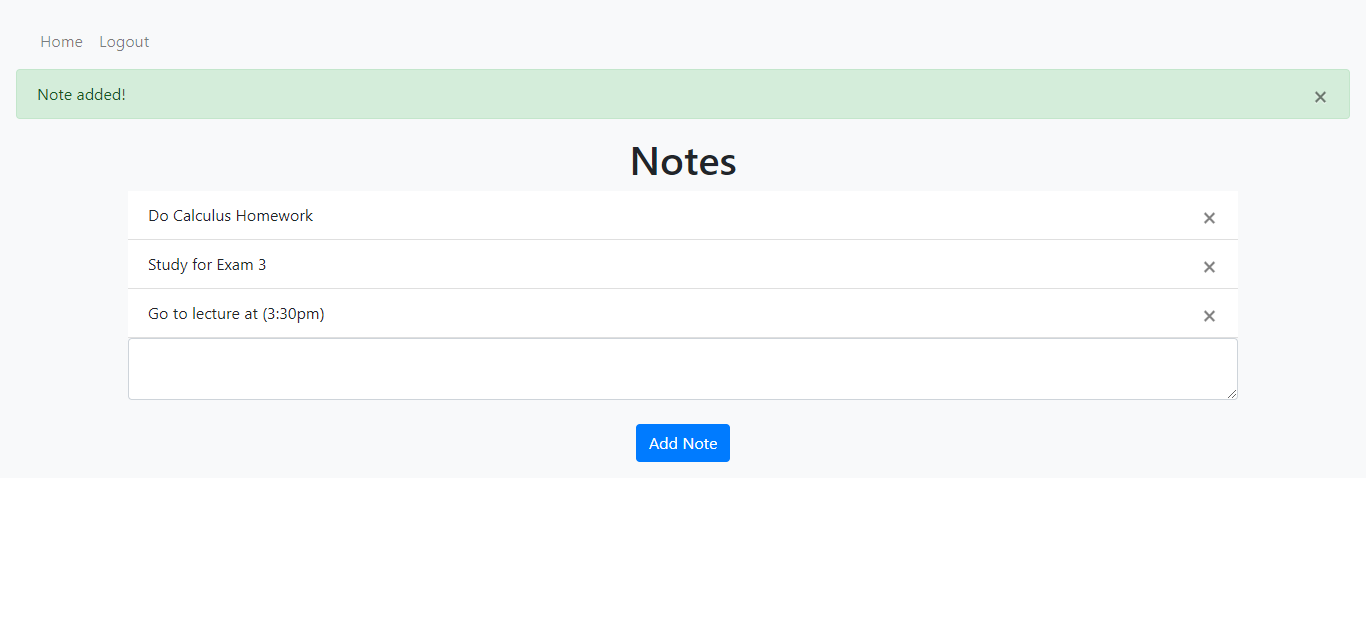 Home Logout
Note added! ×
Notes
Do Calculus Homework ×
Study for Exam 3 ×
Go to lecture at (3:30pm) ×
Add Note